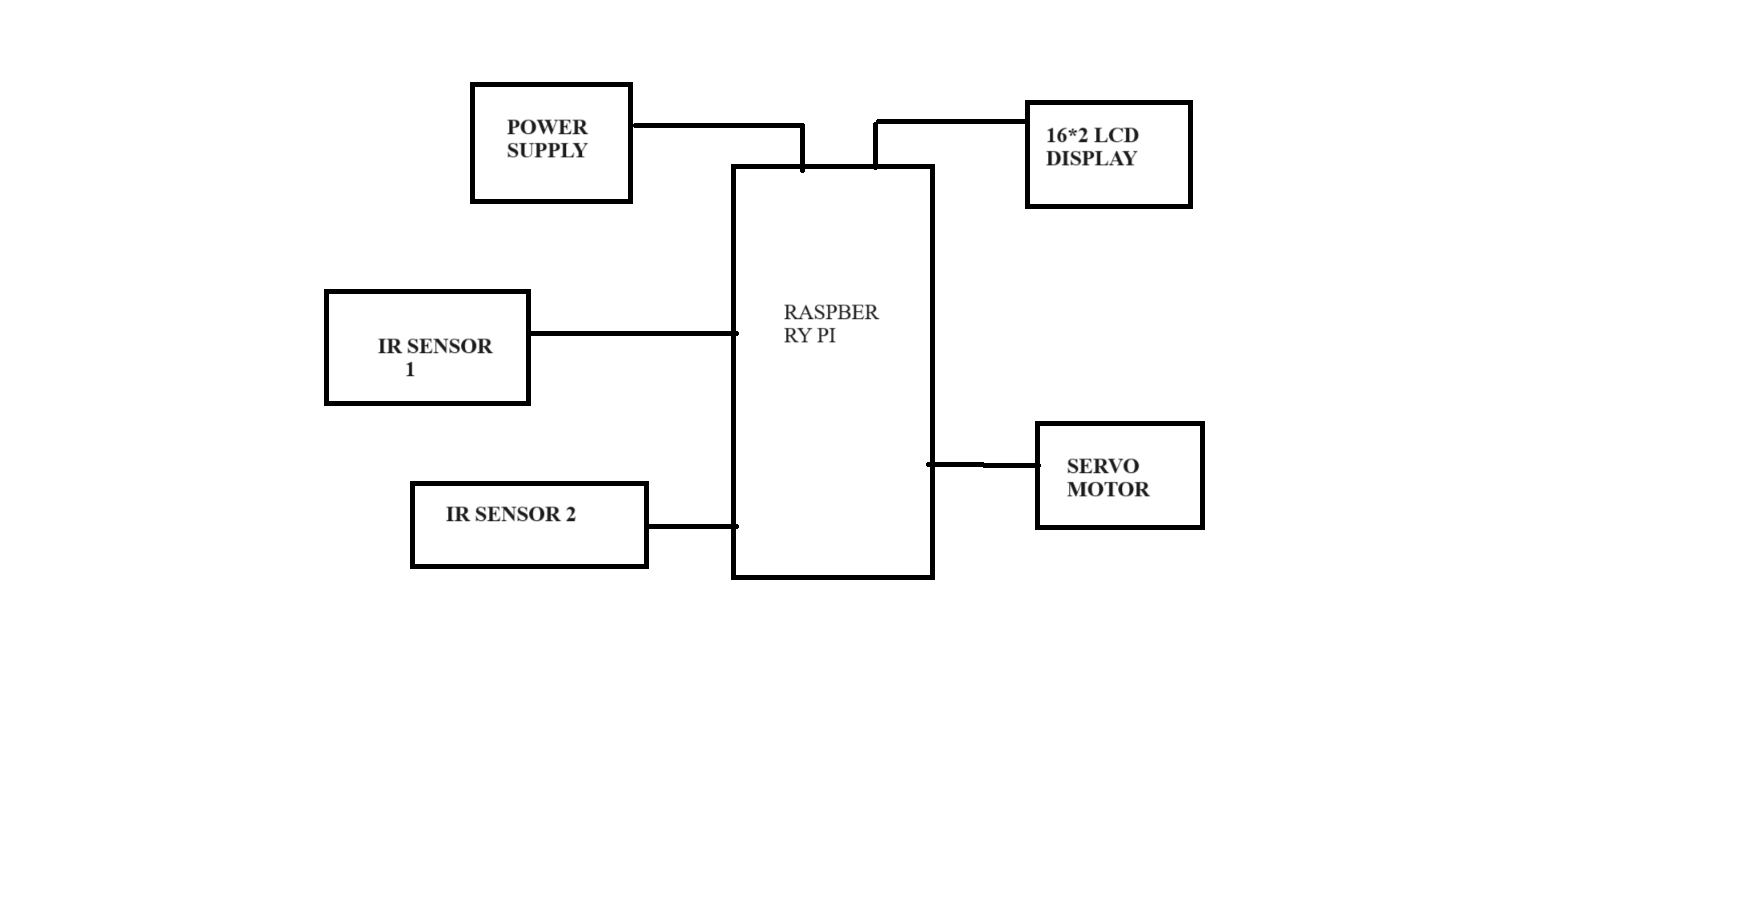 POWER
SUPPLY
16*2 LCD
DISPLAY
RASPBER
RY PI
IR SENSOR
1
SERVO
MOTOR
IR SENSOR 2